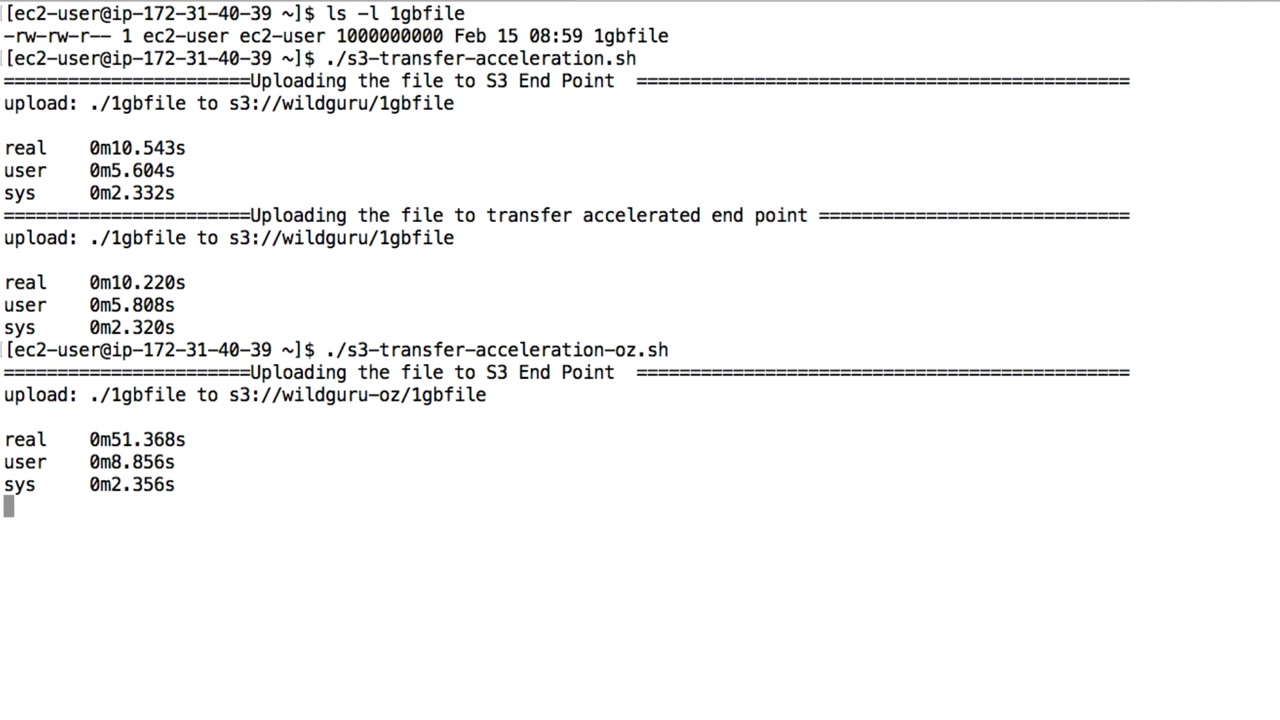 [ec2-user@ip-172-31-40-39 ~]$ ls -l 1gbfile
-rw-rw-r-- 1 ec2-user ec2-user 1000000000 Feb 15 08:59 1gbfile
[ec2-user@ip-172-31-40-39 ~]$ ./s3-transfer-acceleration.sh
=======================Uploading the file to S3 End Point  ==============================================
upload: ./1gbfile to s3://wildguru/1gbfile
real    0m10.543s
user    0m5.604s
sys     0m2.332s
=======================Uploading the file to transfer accelerated end point =============================
upload: ./1gbfile to s3://wildguru/1gbfile
real    0m10.220s
user    0m5.808s
sys     0m2.320s
[ec2-user@ip-172-31-40-39 ~]$ ./s3-transfer-acceleration-oz.sh
=======================Uploading the file to S3 End Point  ==============================================
upload: ./1gbfile to s3://wildguru-oz/1gbfile
real    0m51.368s
user    0m8.856s
sys     0m2.356s